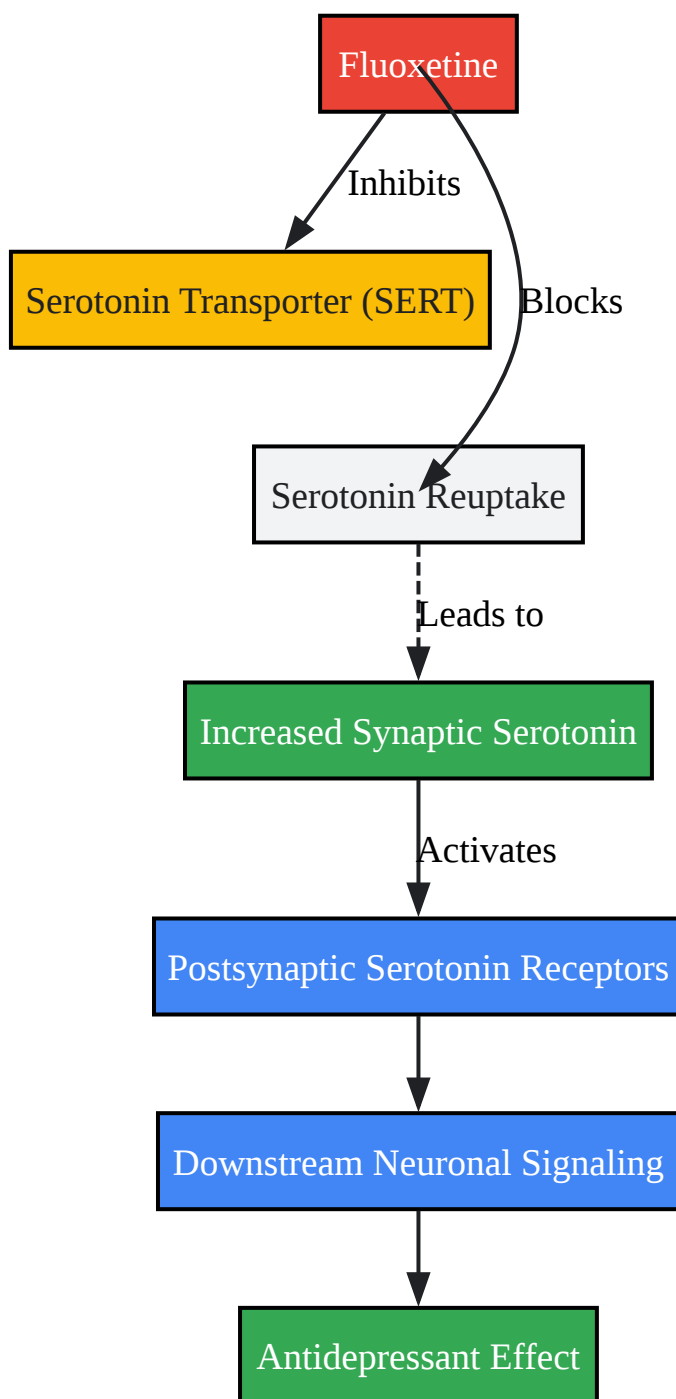 Fluoxetine
Inhibits
Serotonin Transporter (SERT)
Blocks
Serotonin Reuptake
Leads to
Increased Synaptic Serotonin
Activates
Postsynaptic Serotonin Receptors
Downstream Neuronal Signaling
Antidepressant Effect